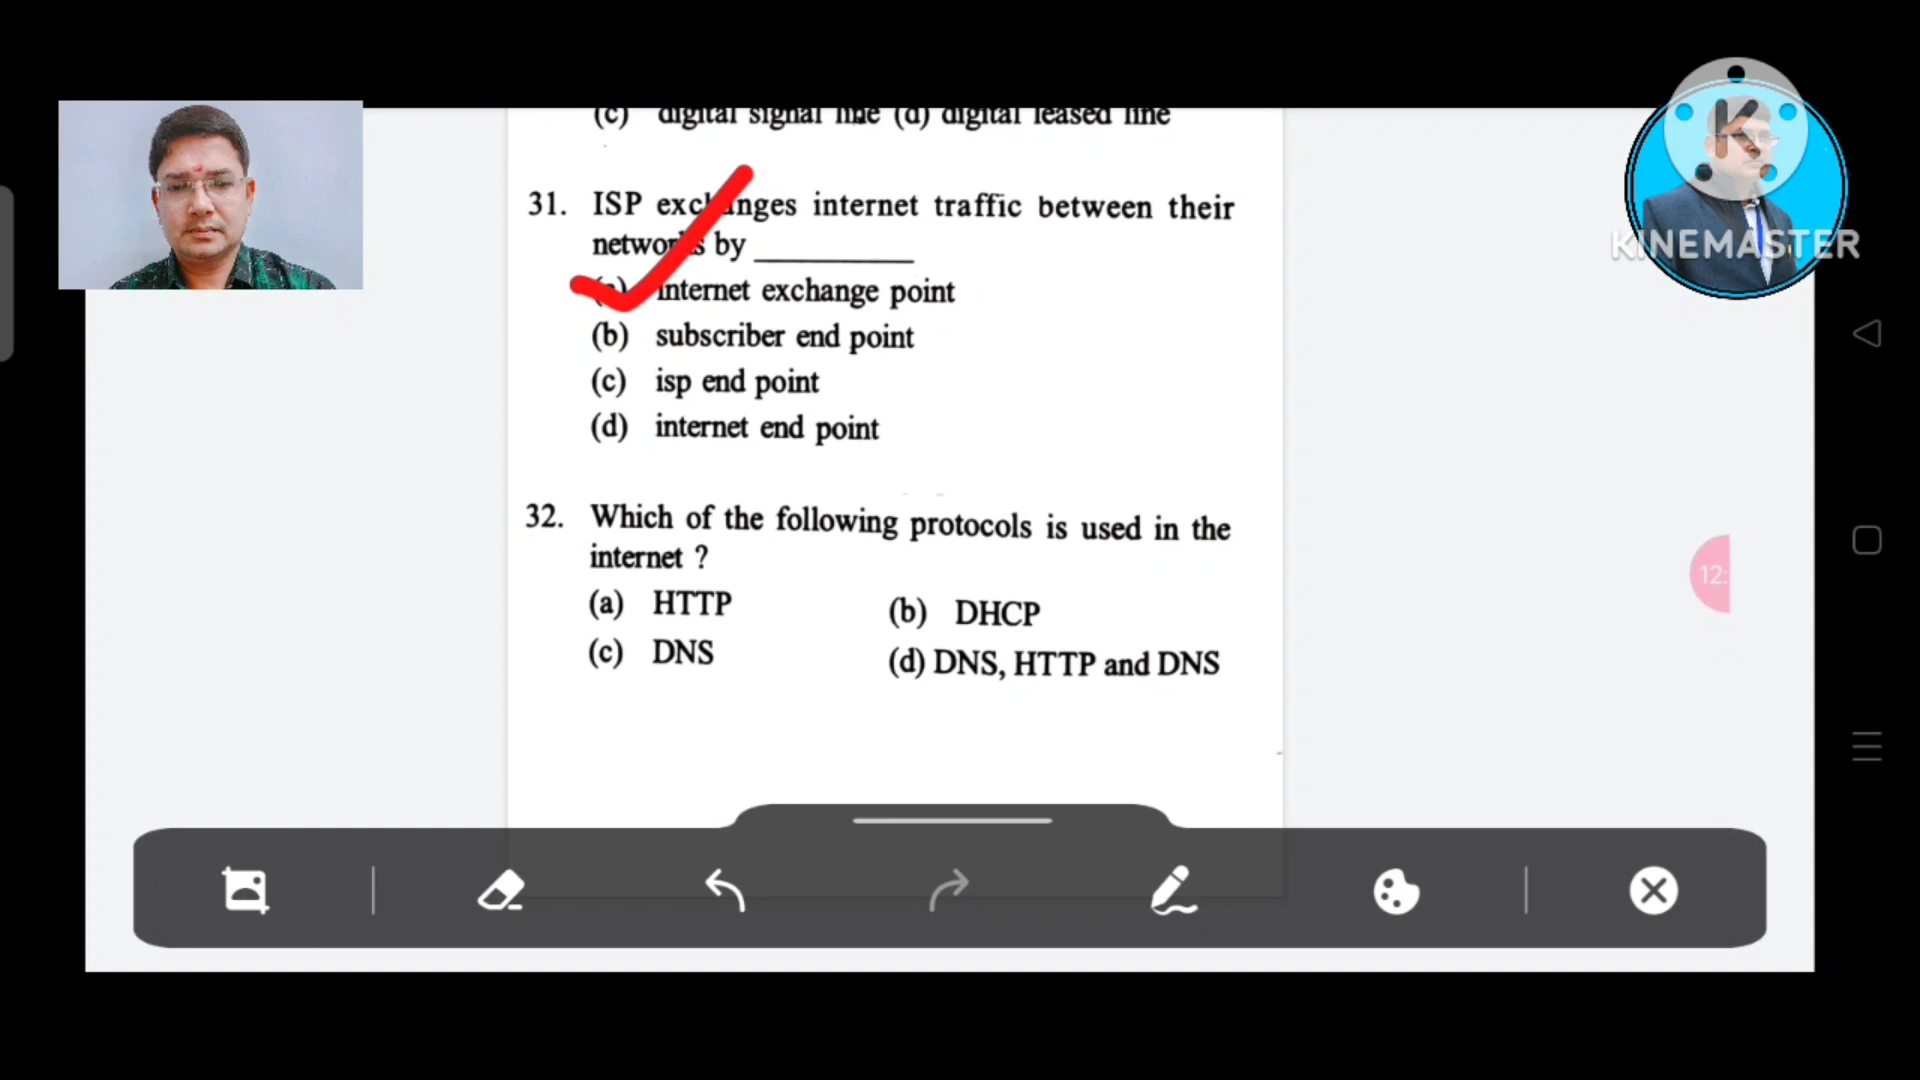 (c) digital signal line (d) digital leased line
31. ISP exchanges internet traffic between their
networks by __________
(a) internet exchange point
(b) subscriber end point
(c) isp end point
(d) internet end point
32. Which of the following protocols is used in the
internet ?
(a) HTTP (b) DHCP
(c) DNS (d) DNS, HTTP and DNS
K
KINEMASTER
12: